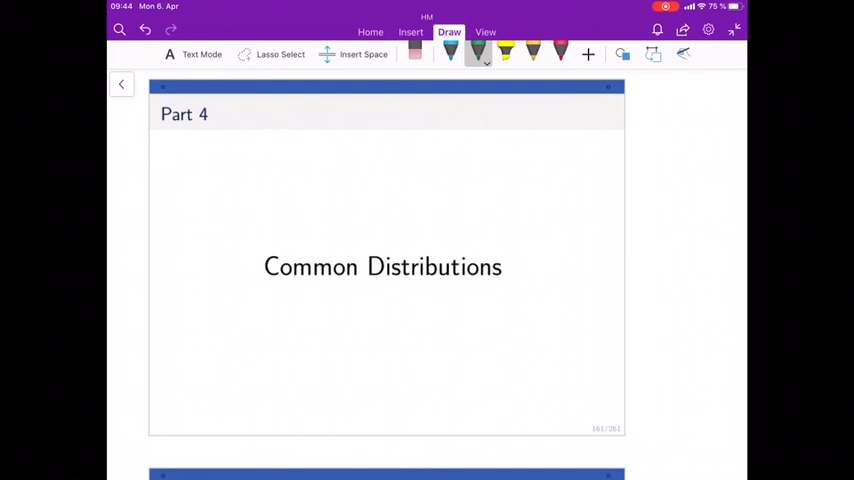 09:44 Mon 6. Apr
75 %
HM
Home Insert Draw View
A Text Mode Lasso Select Insert Space
Part 4
Common Distributions
161/261